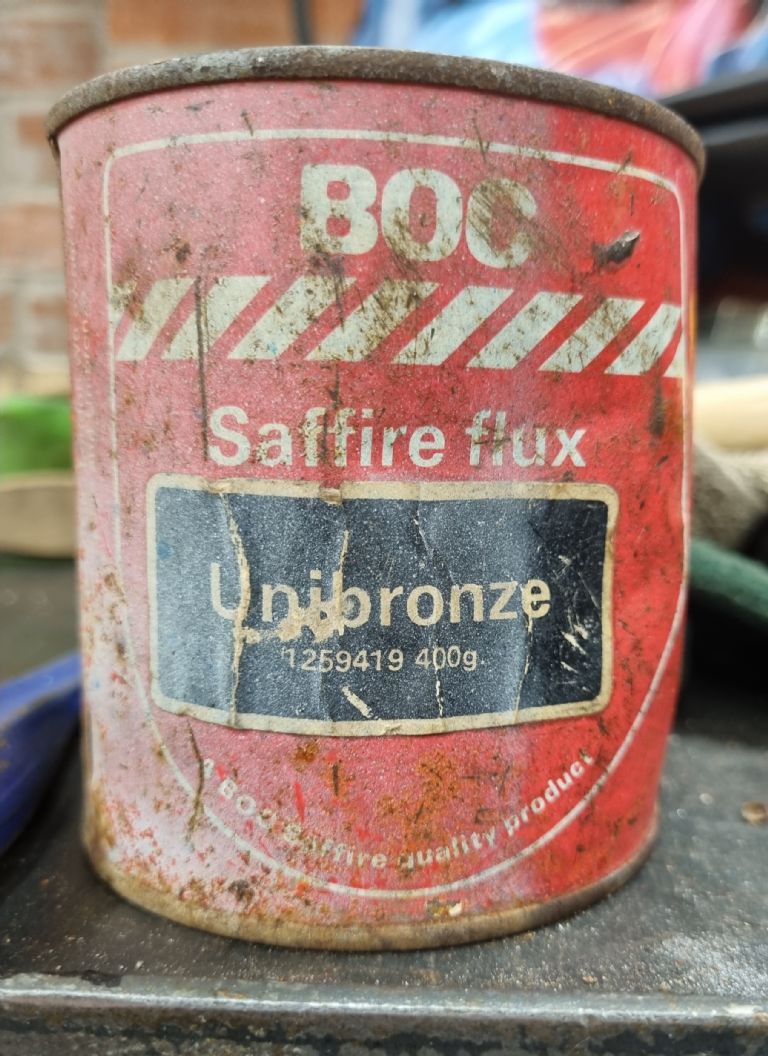 BOC
Saffire flux
Unibronze
1259419 400g
A BOC Saffire quality product